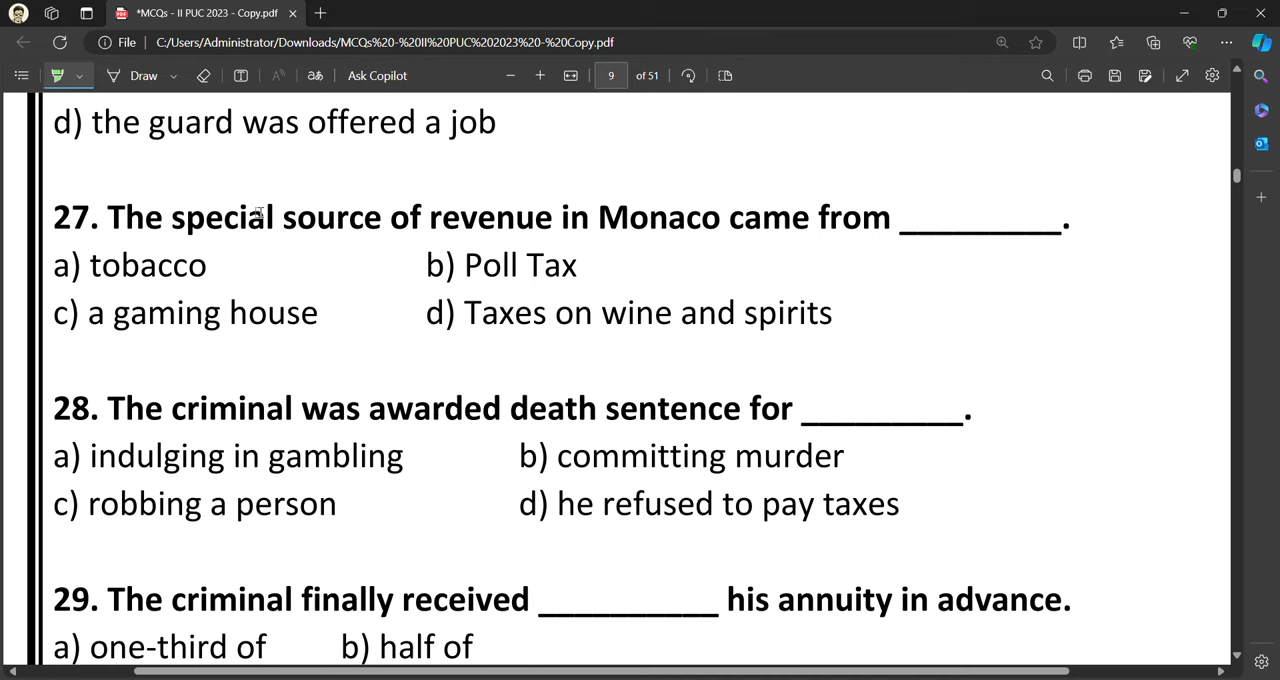 *MCQs - II PUC 2023 - Copy.pdf
File C:/Users/Administrator/Downloads/MCQs%20-%20II%20PUC%202023%20-%20Copy.pdf
Draw Ask Copilot 9 of 51
d) the guard was offered a job
27. The special source of revenue in Monaco came from _________.
a) tobacco b) Poll Tax
c) a gaming house d) Taxes on wine and spirits
28. The criminal was awarded death sentence for _________.
a) indulging in gambling b) committing murder
c) robbing a person d) he refused to pay taxes
29. The criminal finally received __________ his annuity in advance.
a) one-third of b) half of